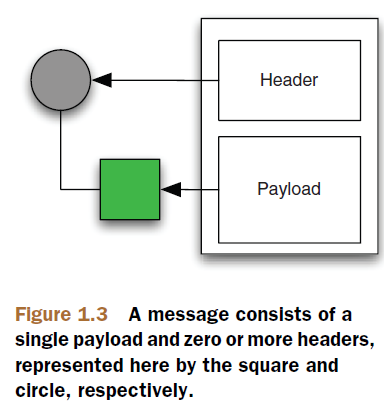 Header
Payload
Figure 1.3 A message consists of a
single payload and zero or more headers,
represented here by the square and
circle, respectively.